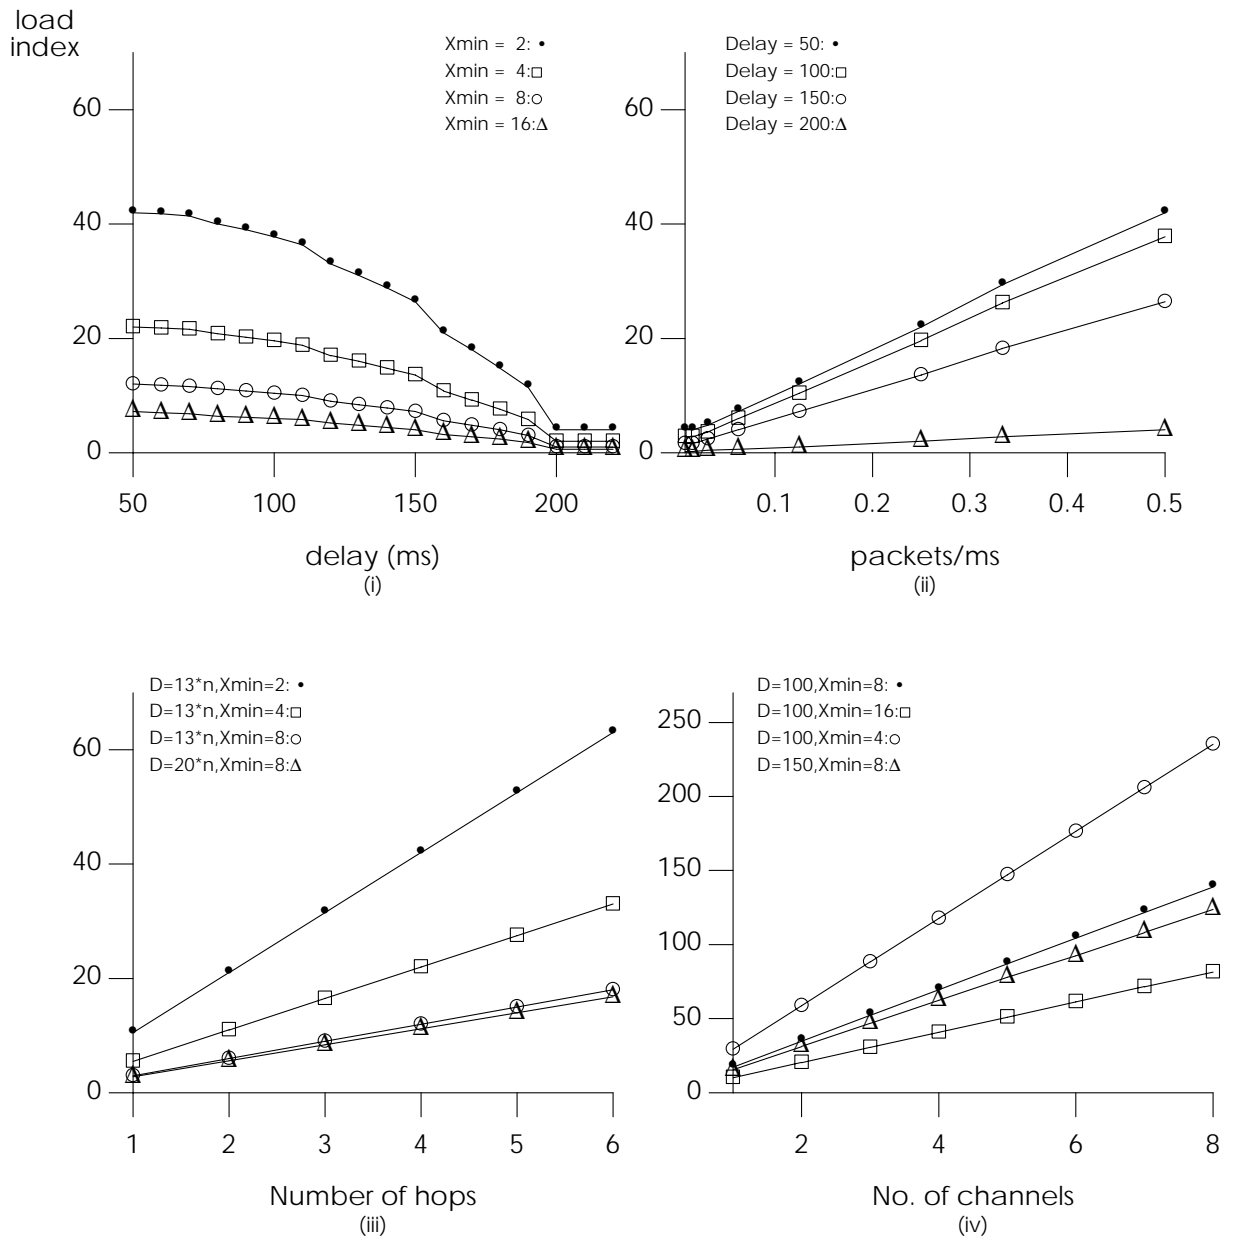 load
index
Xmin = 2: •
Xmin = 4:□
Xmin = 8:○
Xmin = 16:Δ
60
40
20
0
50 100 150 200
delay (ms)
(i)
Delay = 50: •
Delay = 100:□
Delay = 150:○
Delay = 200:Δ
60
40
20
0
0.1 0.2 0.3 0.4 0.5
packets/ms
(ii)
D=13*n,Xmin=2: •
D=13*n,Xmin=4:□
D=13*n,Xmin=8:○
D=20*n,Xmin=8:Δ
60
40
20
0
1 2 3 4 5 6
Number of hops
(iii)
D=100,Xmin=8: •
D=100,Xmin=16:□
D=100,Xmin=4:○
D=150,Xmin=8:Δ
250
200
150
100
50
0
2 4 6 8
No. of channels
(iv)